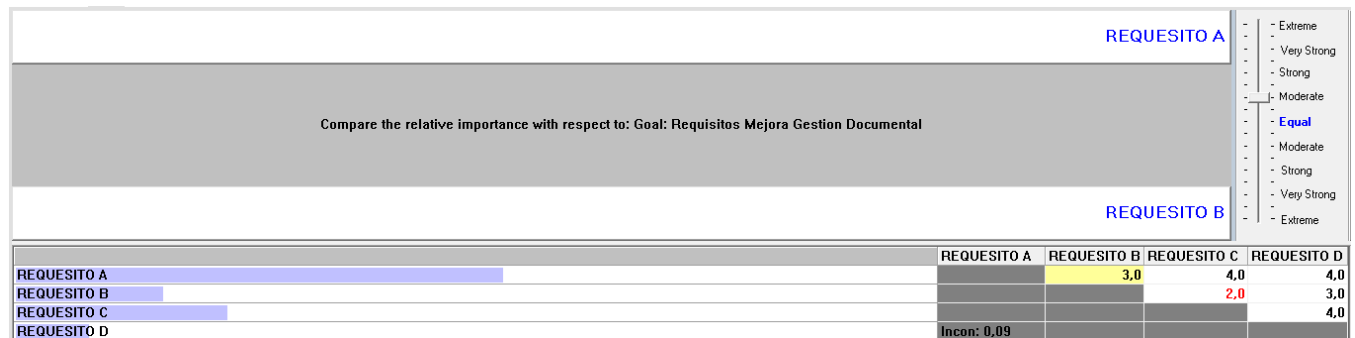 REQUESITO A
Compare the relative importance with respect to: Goal: Requisitos Mejora Gestion Documental
REQUESITO B
Extreme
Very Strong
Strong
Moderate
Equal
Moderate
Strong
Very Strong
Extreme
REQUESITO A REQUESITO B REQUESITO C REQUESITO D
REQUESITO A 3,0 4,0 4,0
REQUESITO B 2,0 3,0
REQUESITO C 4,0
REQUESITO D Incon: 0,09